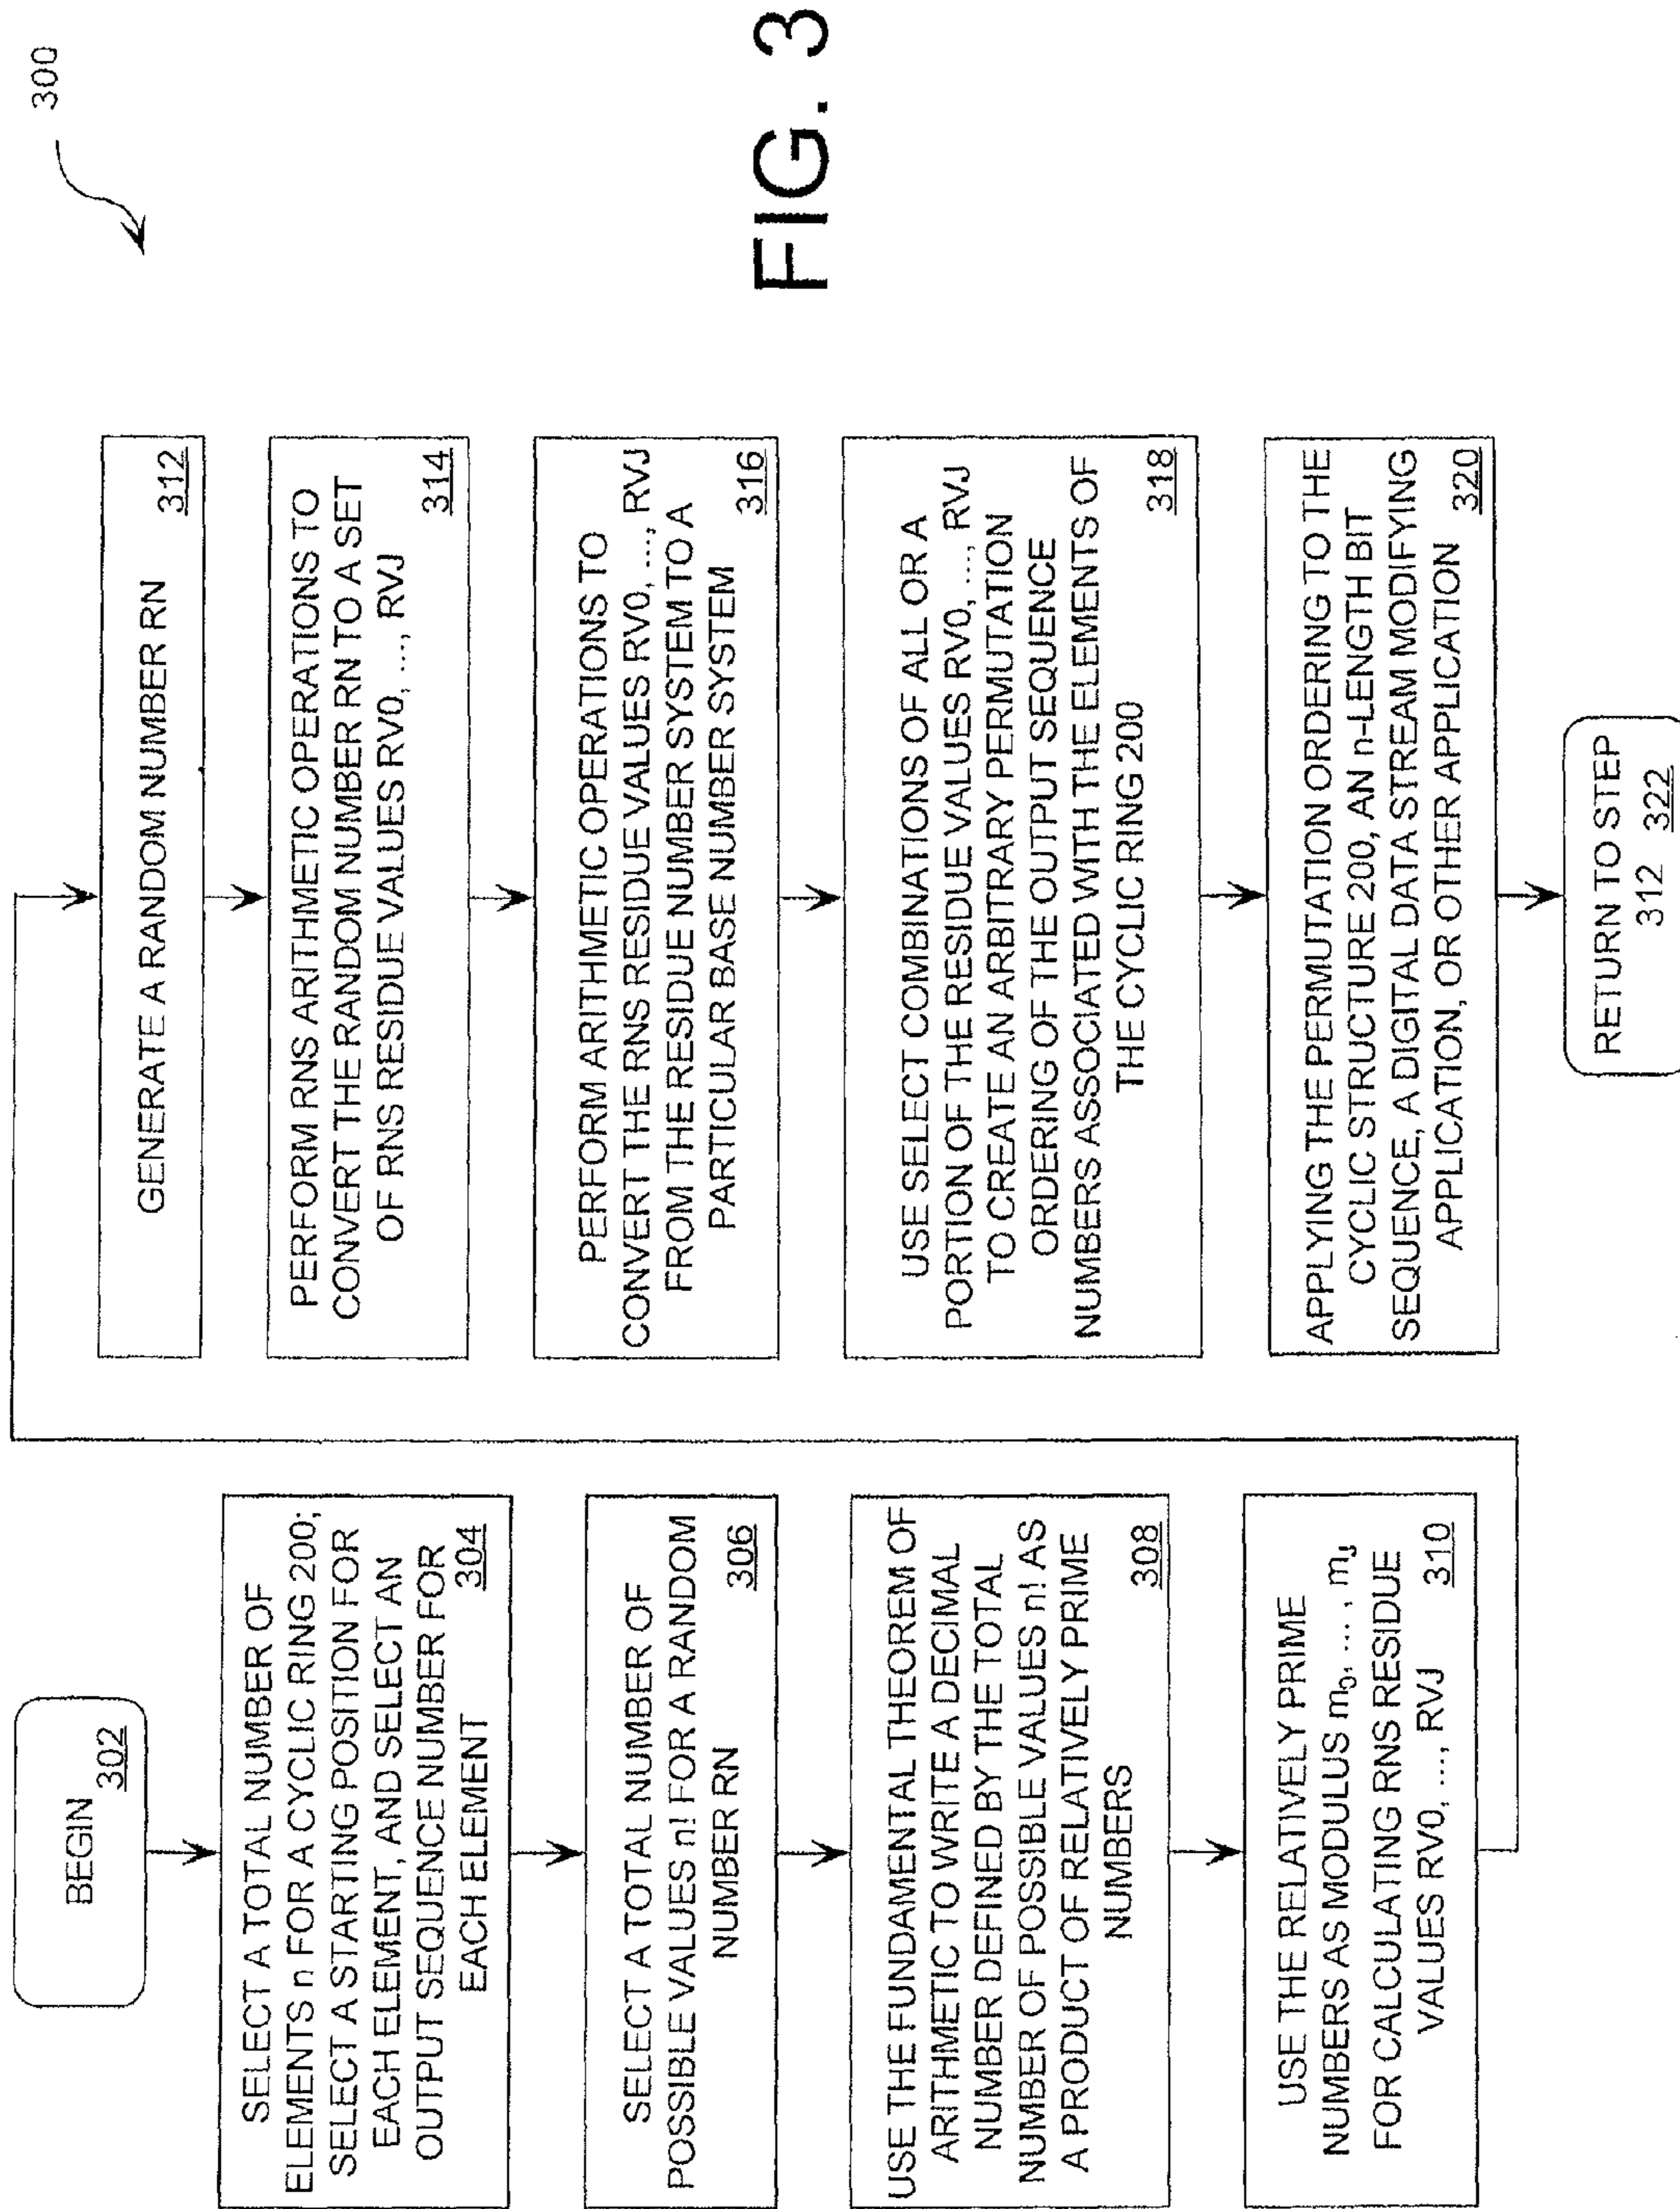 300
BEGIN
302
SELECT A TOTAL NUMBER OF
ELEMENTS n FOR A CYCLIC RING 200;
SELECT A STARTING POSITION FOR
EACH ELEMENT, AND SELECT AN
OUTPUT SEQUENCE NUMBER FOR
EACH ELEMENT 304
SELECT A TOTAL NUMBER OF
POSSIBLE VALUES n! FOR A RANDOM
NUMBER RN 306
USE THE FUNDAMENTAL THEOREM OF
ARITHMETIC TO WRITE A DECIMAL
NUMBER DEFINED BY THE TOTAL
NUMBER OF POSSIBLE VALUES n! AS
A PRODUCT OF RELATIVELY PRIME
NUMBERS 308
USE THE RELATIVELY PRIME
NUMBERS AS MODULUS m0, ... , mJ
FOR CALCULATING RNS RESIDUE
VALUES RV0, ..., RVJ 310
GENERATE A RANDOM NUMBER RN
312
PERFORM RNS ARITHMETIC OPERATIONS TO
CONVERT THE RANDOM NUMBER RN TO A SET
OF RNS RESIDUE VALUES RV0, ..., RVJ 314
PERFORM ARITHMETIC OPERATIONS TO
CONVERT THE RNS RESIDUE VALUES RV0, ..., RVJ
FROM THE RESIDUE NUMBER SYSTEM TO A
PARTICULAR BASE NUMBER SYSTEM 316
USE SELECT COMBINATIONS OF ALL OR A
PORTION OF THE RESIDUE VALUES RV0, ..., RVJ
TO CREATE AN ARBITRARY PERMUTATION
ORDERING OF THE OUTPUT SEQUENCE
NUMBERS ASSOCIATED WITH THE ELEMENTS OF
THE CYCLIC RING 200 318
APPLYING THE PERMUTATION ORDERING TO THE
CYCLIC STRUCTURE 200, AN n-LENGTH BIT
SEQUENCE, A DIGITAL DATA STREAM MODIFYING
APPLICATION, OR OTHER APPLICATION 320
RETURN TO STEP
312 322
FIG. 3